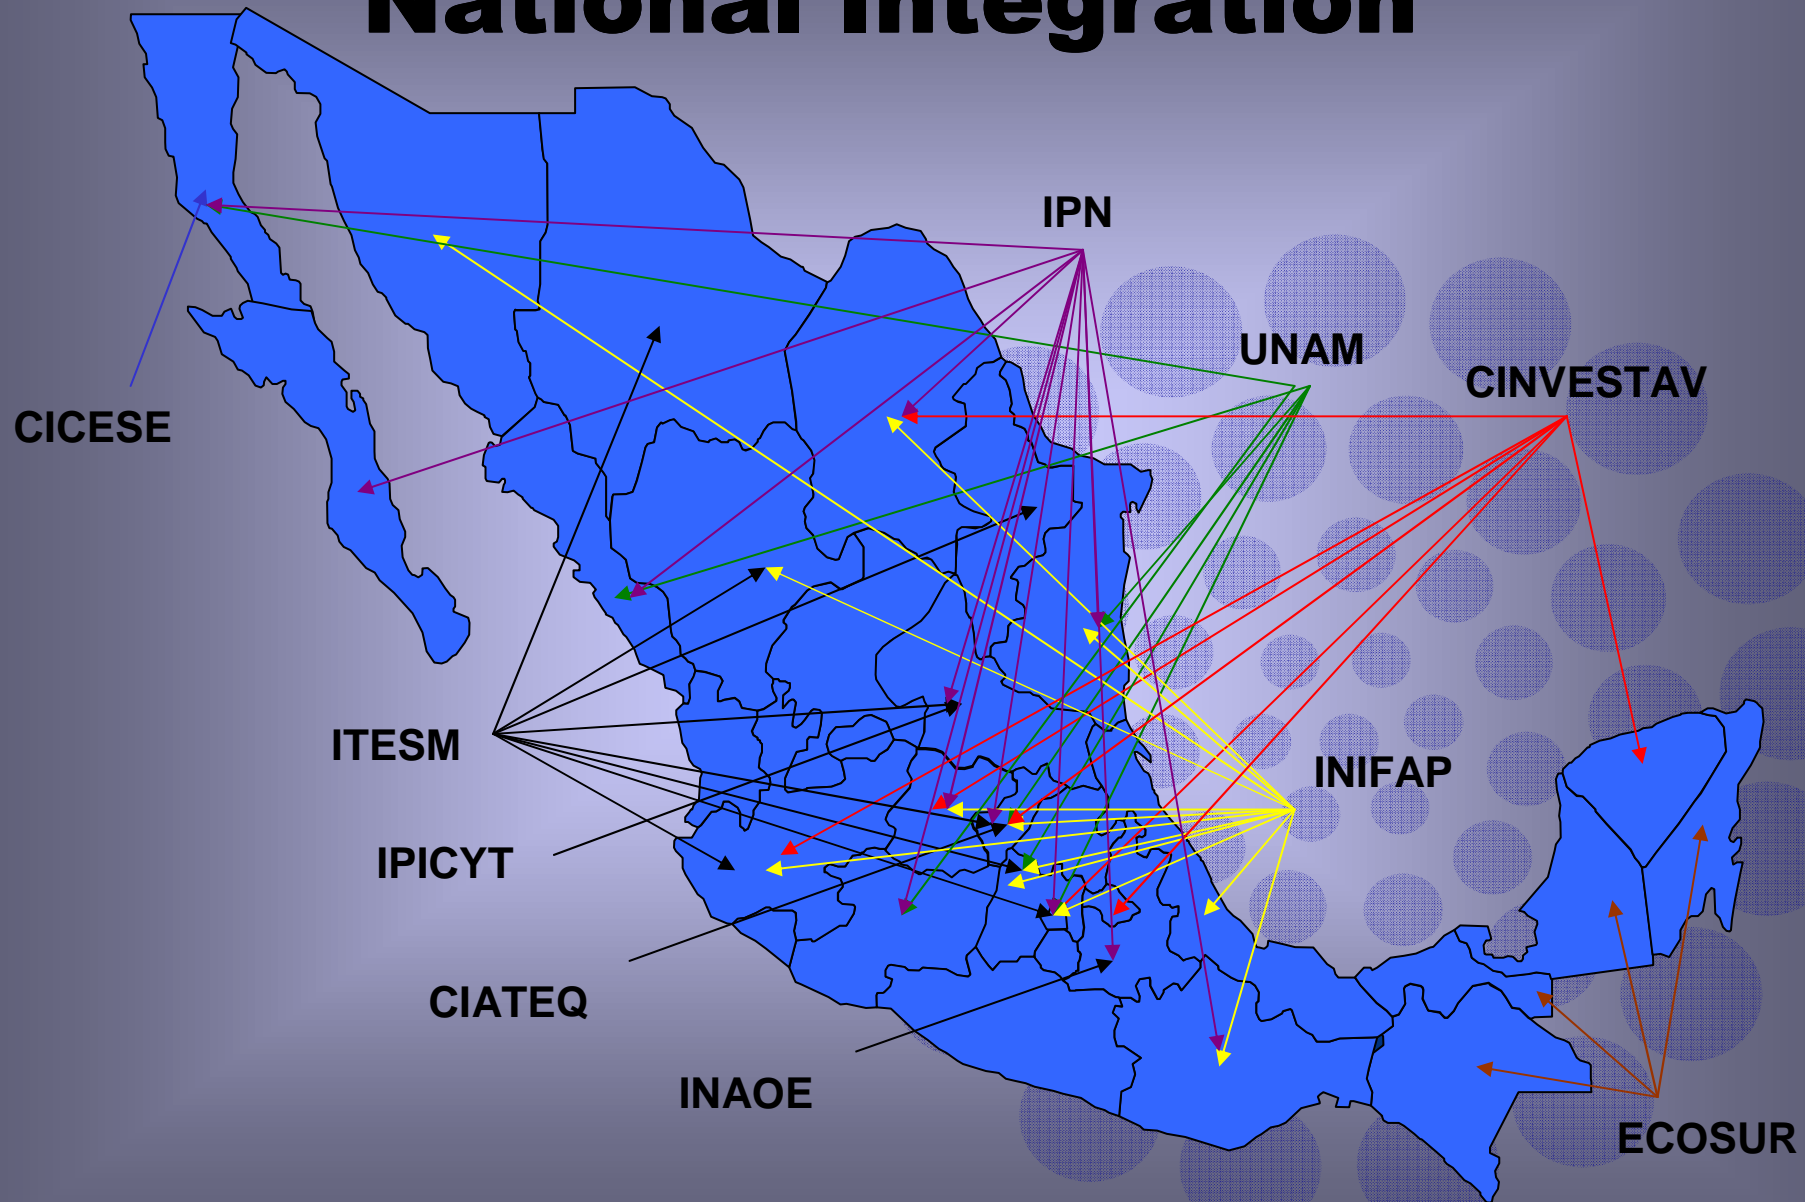 National Integration
IPN
UNAM
CINVESTAV
CICESE
ITESM
INIFAP
IPICYT
CIATEQ
INAOE
ECOSUR